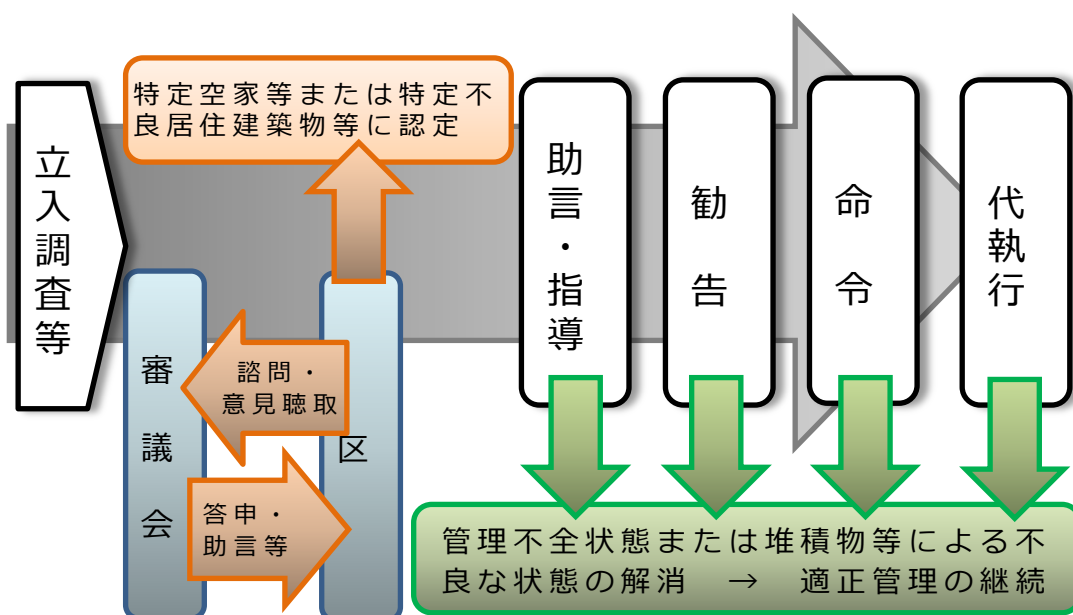 特定空家等または特定不
良居住建築物等に認定
立入調査等
助言・指導
勧告
命令
代執行
審議会
諮問・
意見聴取
区
答申・
助言等
管理不全状態または堆積物等による不
良な状態の解消　→　適正管理の継続